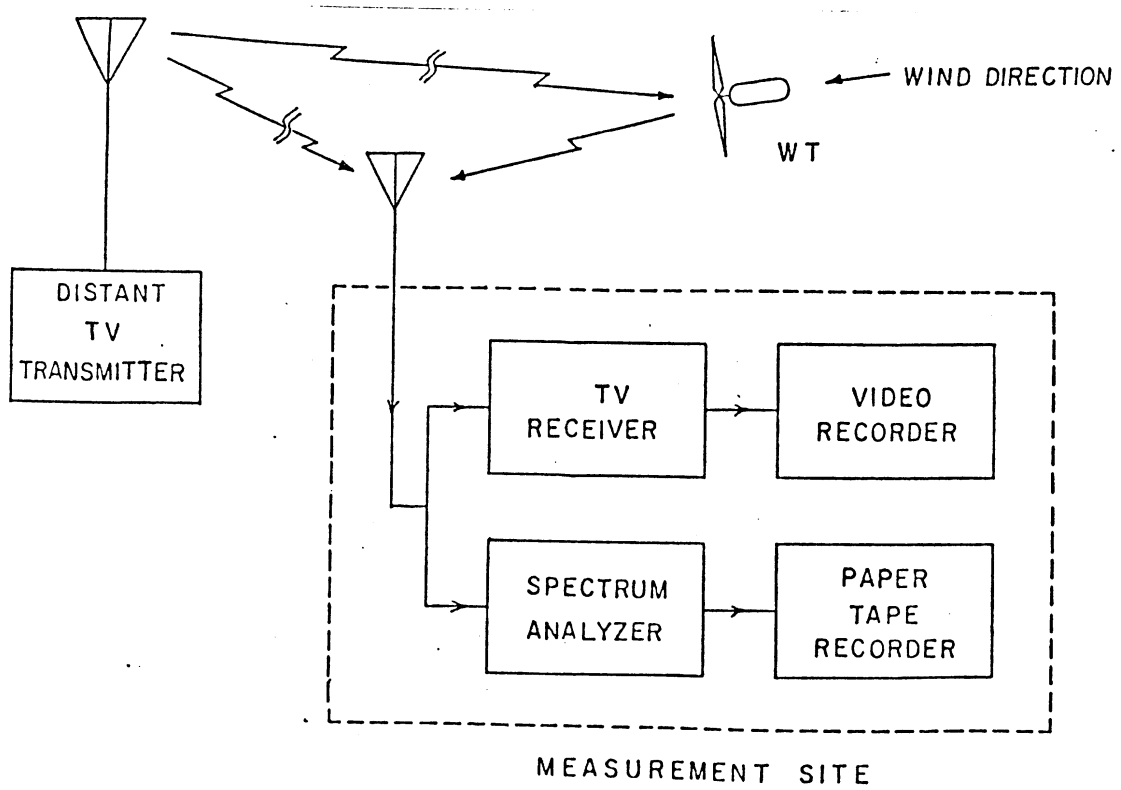 WIND DIRECTION
WT
DISTANT
TV
TRANSMITTER
TV
RECEIVER
VIDEO
RECORDER
SPECTRUM
ANALYZER
PAPER
TAPE
RECORDER
MEASUREMENT SITE